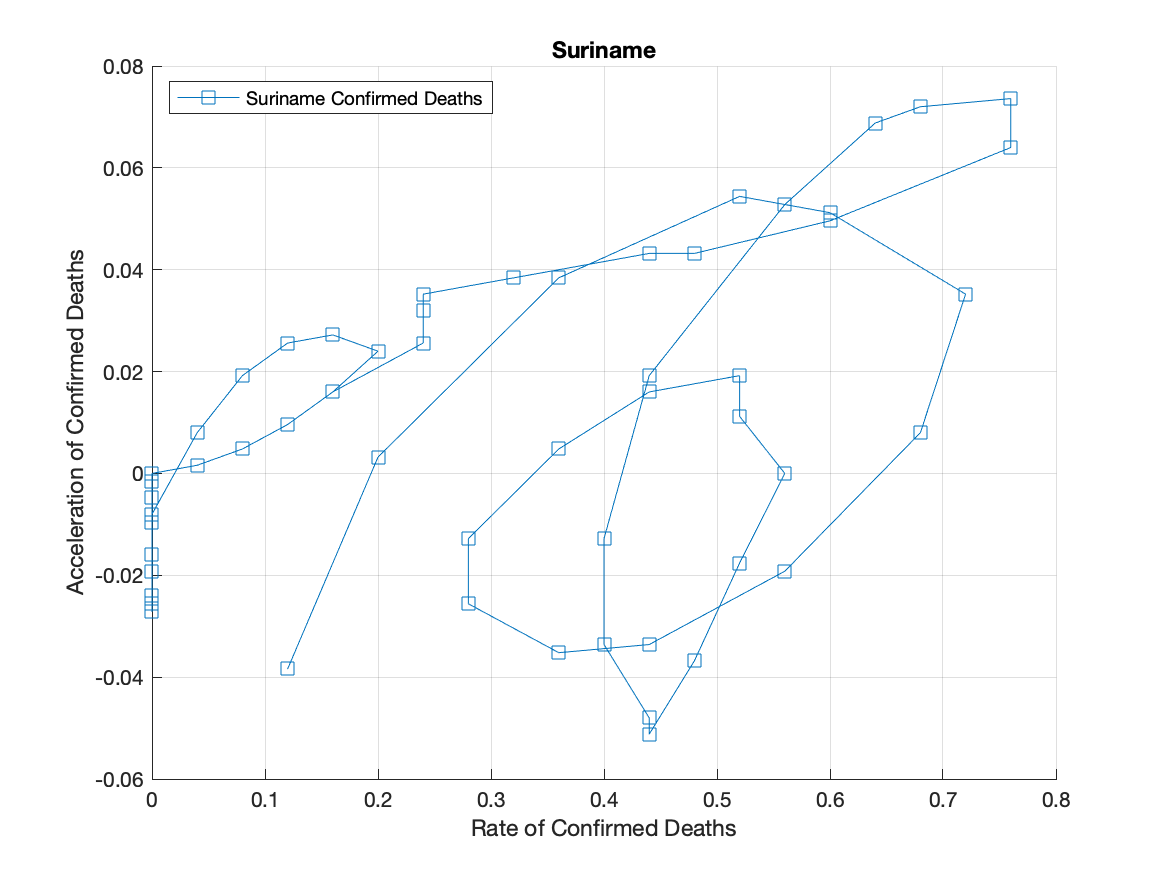 Suriname
Suriname Confirmed Deaths
Acceleration of Confirmed Deaths
0.08
0.06
0.04
0.02
0
-0.02
-0.04
-0.06
0 0.1 0.2 0.3 0.4 0.5 0.6 0.7 0.8
Rate of Confirmed Deaths